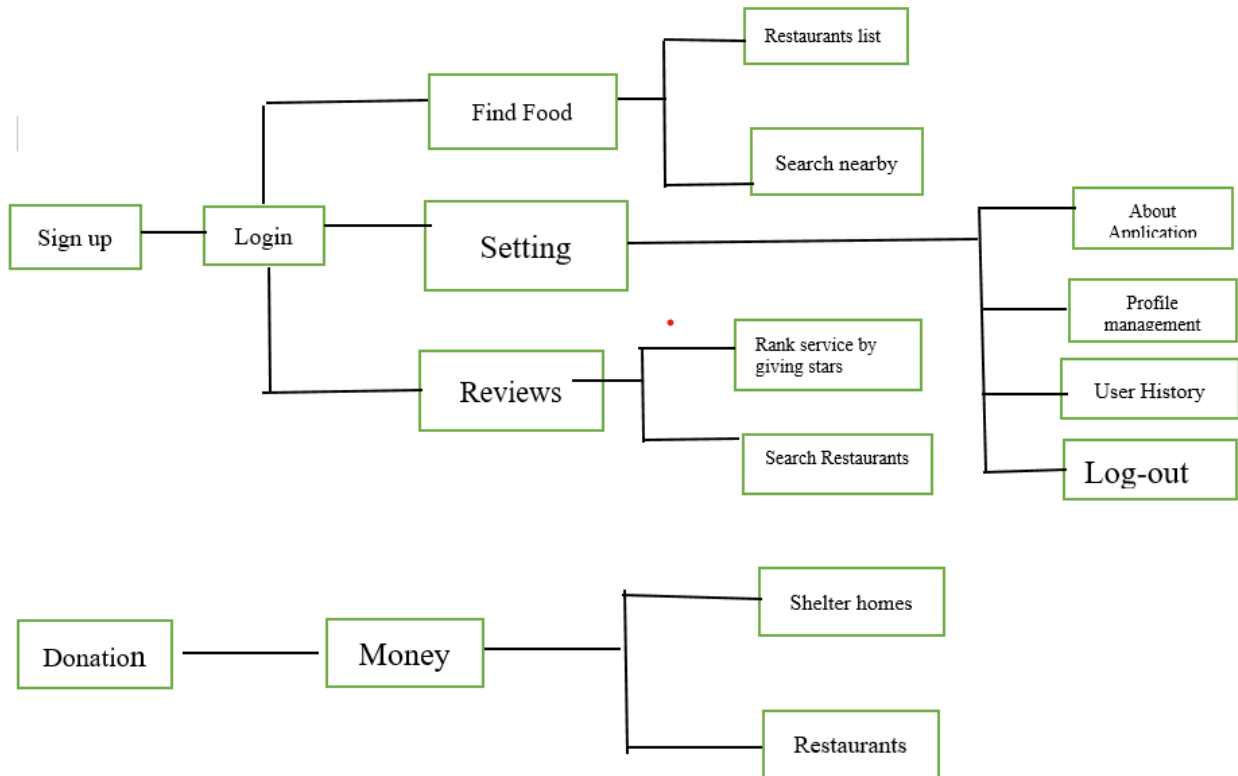 Restaurants list
Find Food
Search nearby
Sign up
Login
Setting
About
Application
Profile
management
Rank service by
giving stars
Reviews
User History
Search Restaurants
Log-out
Shelter homes
Donation
Money
Restaurants